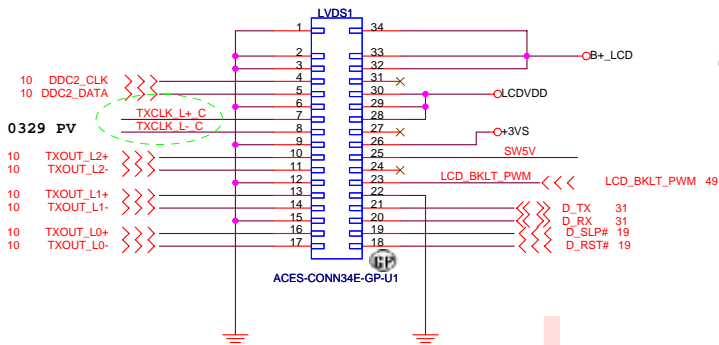 LVDS1
1 34
2 33
3 32
B+_LCD
10 DDC2_CLK 4 31
10 DDC2_DATA 5 30
LCDVDD
6 29
TXCLK_L+_C 7 28
0329 PV
TXCLK_L-_C 8 27
+3VS
9 26
10 TXOUT_L2+ 10 25 SW5V
10 TXOUT_L2- 11 24
12 23 LCD_BKLT_PWM LCD_BKLT_PWM 49
10 TXOUT_L1+ 13 22
10 TXOUT_L1- 14 21 D_TX 31
15 20 D_RX 31
10 TXOUT_L0+ 16 19 D_SLP# 19
10 TXOUT_L0- 17 18 D_RST# 19
GP
ACES-CONN34E-GP-U1